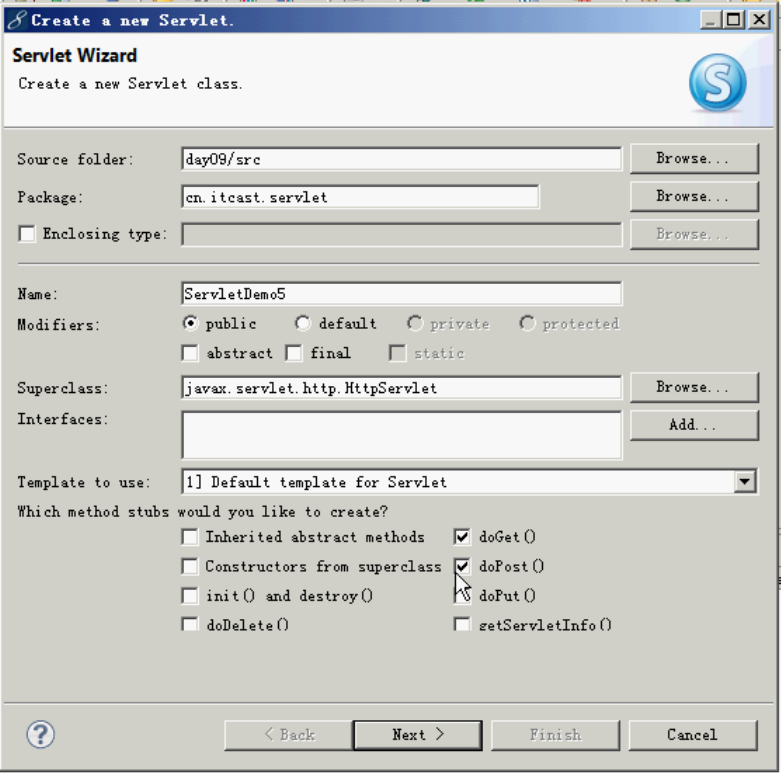 Create a new Servlet.
Servlet Wizard
Create a new Servlet class.
S
Source folder: day09/src Browse...
Package: cn.itcast.servlet Browse...
Enclosing type: Browse...
Name: ServletDemo5
Modifiers: public default private protected
abstract final static
Superclass: javax.servlet.http.HttpServlet Browse...
Interfaces: Add...
Template to use: 1] Default template for Servlet
Which method stubs would you like to create?
Inherited abstract methods doGet()
Constructors from superclass doPost()
init() and destroy() doPut()
doDelete() getServletInfo()
? < Back Next > Finish Cancel